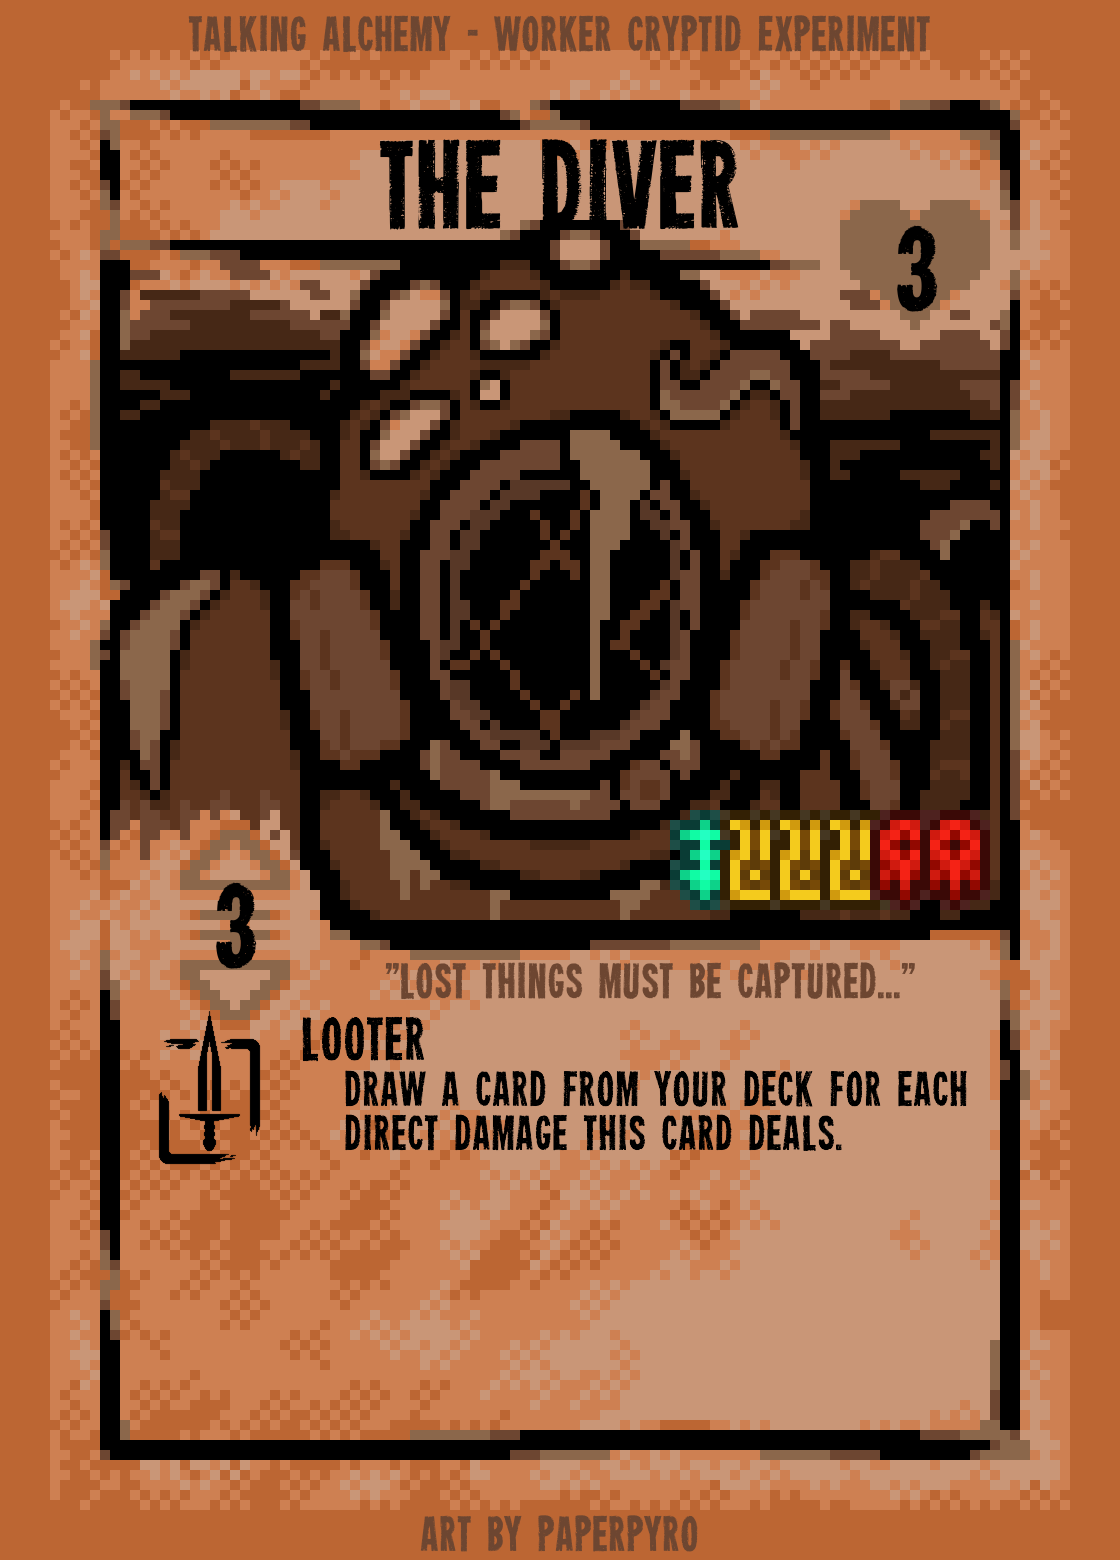 TALKING ALCHEMY - WORKER CRYPTID EXPERIMENT
THE DIVER
3
3
"LOST THINGS MUST BE CAPTURED..."
LOOTER
DRAW A CARD FROM YOUR DECK FOR EACH
DIRECT DAMAGE THIS CARD DEALS.
ART BY PAPERPYRO